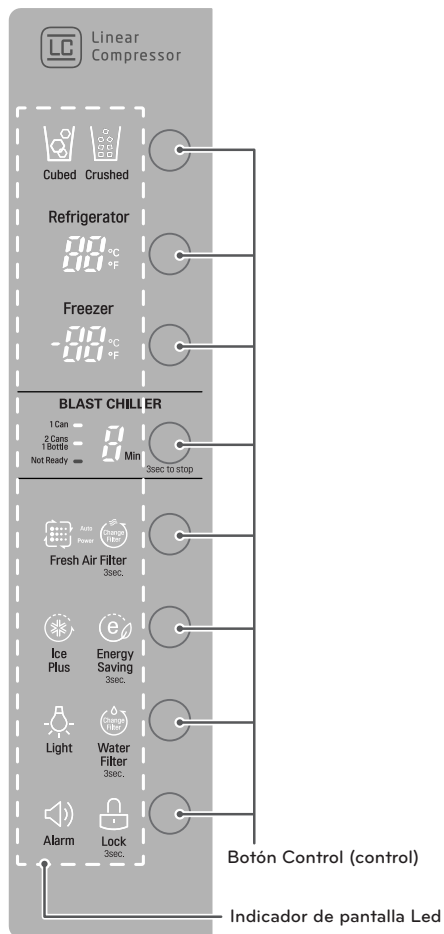 LC Linear
Compressor
Cubed Crushed
Refrigerator
88 °C
°F
Freezer
-88 °C
°F
BLAST CHILLER
1 Can
2 Cans
1 Bottle
Not Ready
8 Min
3sec to stop
Auto
Power
Change
Filter
Fresh Air Filter
3sec.
Ice
Plus
e
Energy
Saving
3sec.
Light
Change
Filter
Water
Filter
3sec.
Alarm
Lock
3sec.
Botón Control (control)
Indicador de pantalla Led